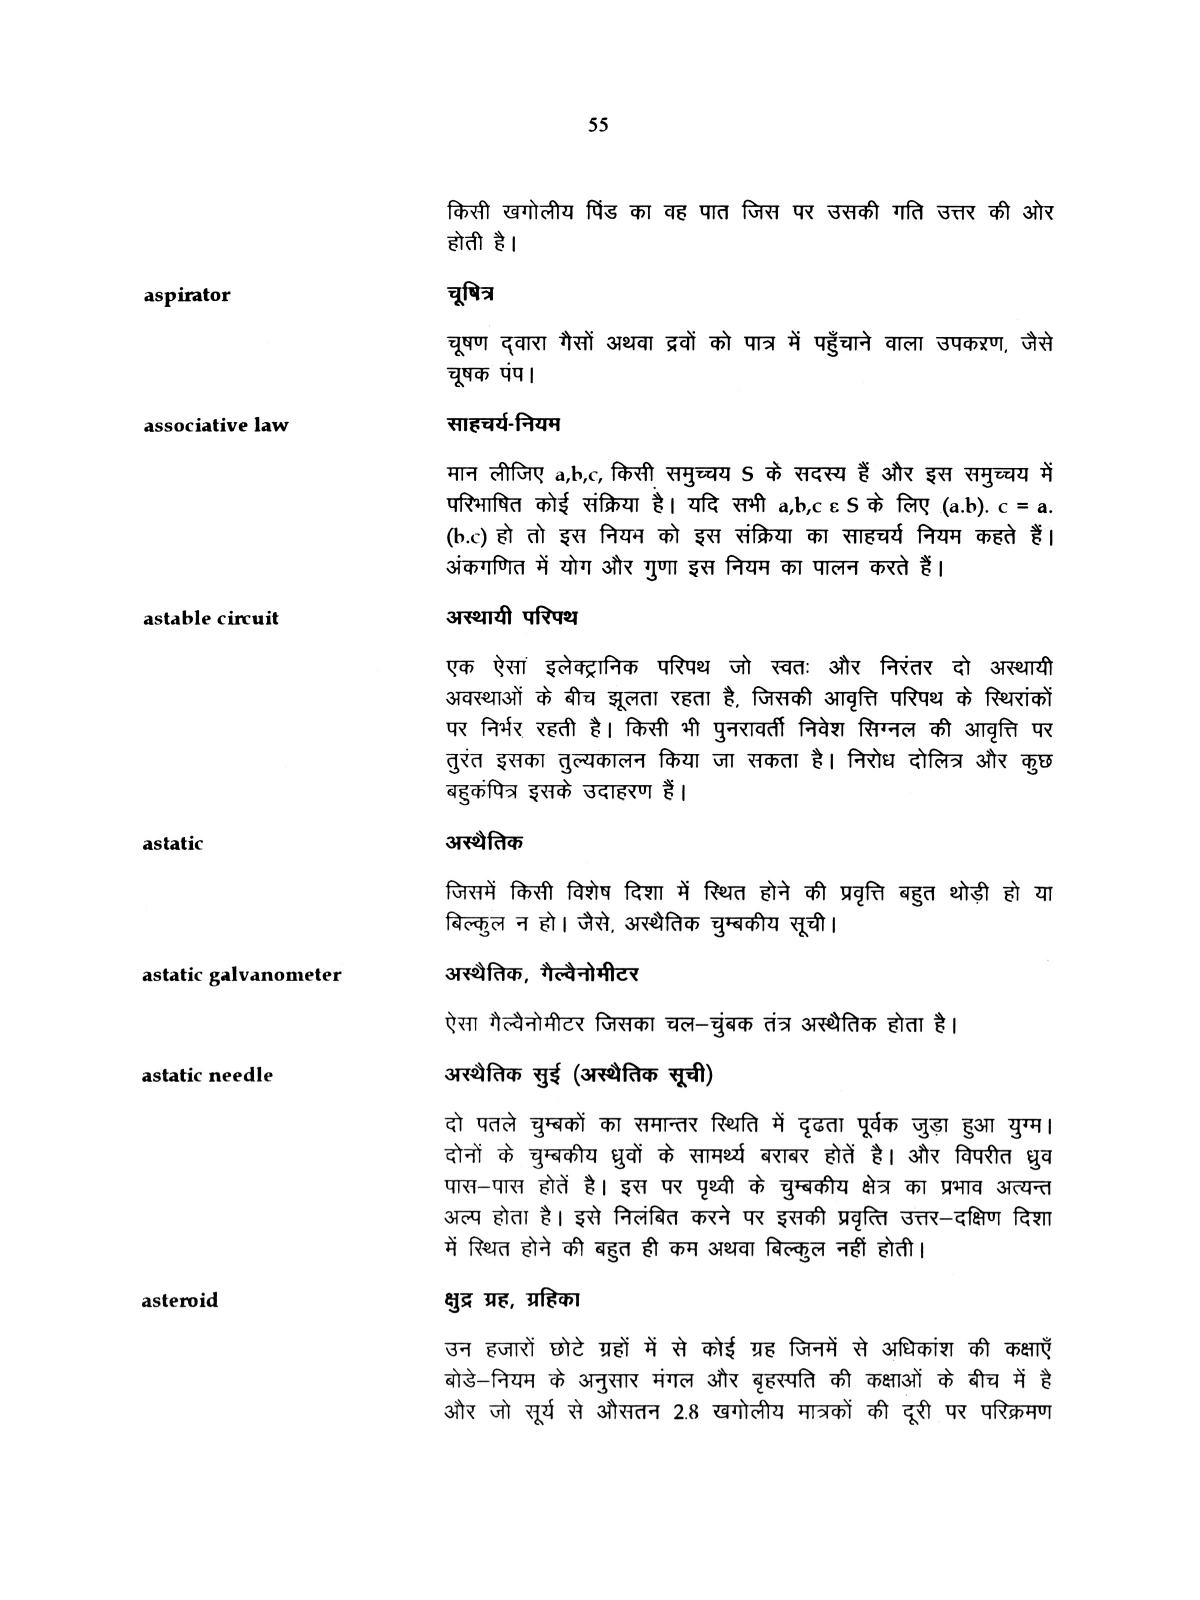 55
किसी खगोलीय पिंड का वह पात जिस पर उसकी गति उत्तर की ओर
होती है।
aspirator चूषित्र
चूषण द्वारा गैसों अथवा द्रवों को पात्र में पहुँचाने वाला उपकरण, जैसे
चूषक पंप।
associative law साहचर्य-नियम
मान लीजिए a,b,c, किसी समुच्चय S के सदस्य हैं और इस समुच्चय में
परिभाषित कोई संक्रिया है। यदि सभी a,b,c ε S के लिए (a.b). c = a.
(b.c) हो तो इस नियम को इस संक्रिया का साहचर्य नियम कहते हैं।
अंकगणित में योग और गुणा इस नियम का पालन करते हैं।
astable circuit अस्थायी परिपथ
एक ऐसा इलेक्ट्रानिक परिपथ जो स्वतः और निरंतर दो अस्थायी
अवस्थाओं के बीच झूलता रहता है, जिसकी आवृत्ति परिपथ के स्थिरांकों
पर निर्भर रहती है। किसी भी पुनरावर्ती निवेश सिग्नल की आवृत्ति पर
तुरंत इसका तुल्यकालन किया जा सकता है। निरोध दोलित्र और कुछ
बहुकंपित्र इसके उदाहरण हैं।
astatic अस्थैतिक
जिसमें किसी विशेष दिशा में स्थित होने की प्रवृत्ति बहुत थोड़ी हो या
बिल्कुल न हो। जैसे, अस्थैतिक चुम्बकीय सूची।
astatic galvanometer अस्थैतिक, गैल्वैनोमीटर
ऐसा गैल्वैनोमीटर जिसका चल–चुंबक तंत्र अस्थैतिक होता है।
astatic needle अस्थैतिक सुई (अस्थैतिक सूची)
दो पतले चुम्बकों का समान्तर स्थिति में दृढता पूर्वक जुड़ा हुआ युग्म।
दोनों के चुम्बकीय ध्रुवों के सामर्थ्य बराबर होतें है। और विपरीत ध्रुव
पास–पास होतें है। इस पर पृथ्वी के चुम्बकीय क्षेत्र का प्रभाव अत्यन्त
अल्प होता है। इसे निलंबित करने पर इसकी प्रवृत्ति उत्तर–दक्षिण दिशा
में स्थित होने की बहुत ही कम अथवा बिल्कुल नहीं होती।
asteroid क्षुद्र ग्रह, ग्रहिका
उन हजारों छोटे ग्रहों में से कोई ग्रह जिनमें से अधिकांश की कक्षाएँ
बोडे–नियम के अनुसार मंगल और बृहस्पति की कक्षाओं के बीच में है
और जो सूर्य से औसतन 2.8 खगोलीय मात्रकों की दूरी पर परिक्रमण